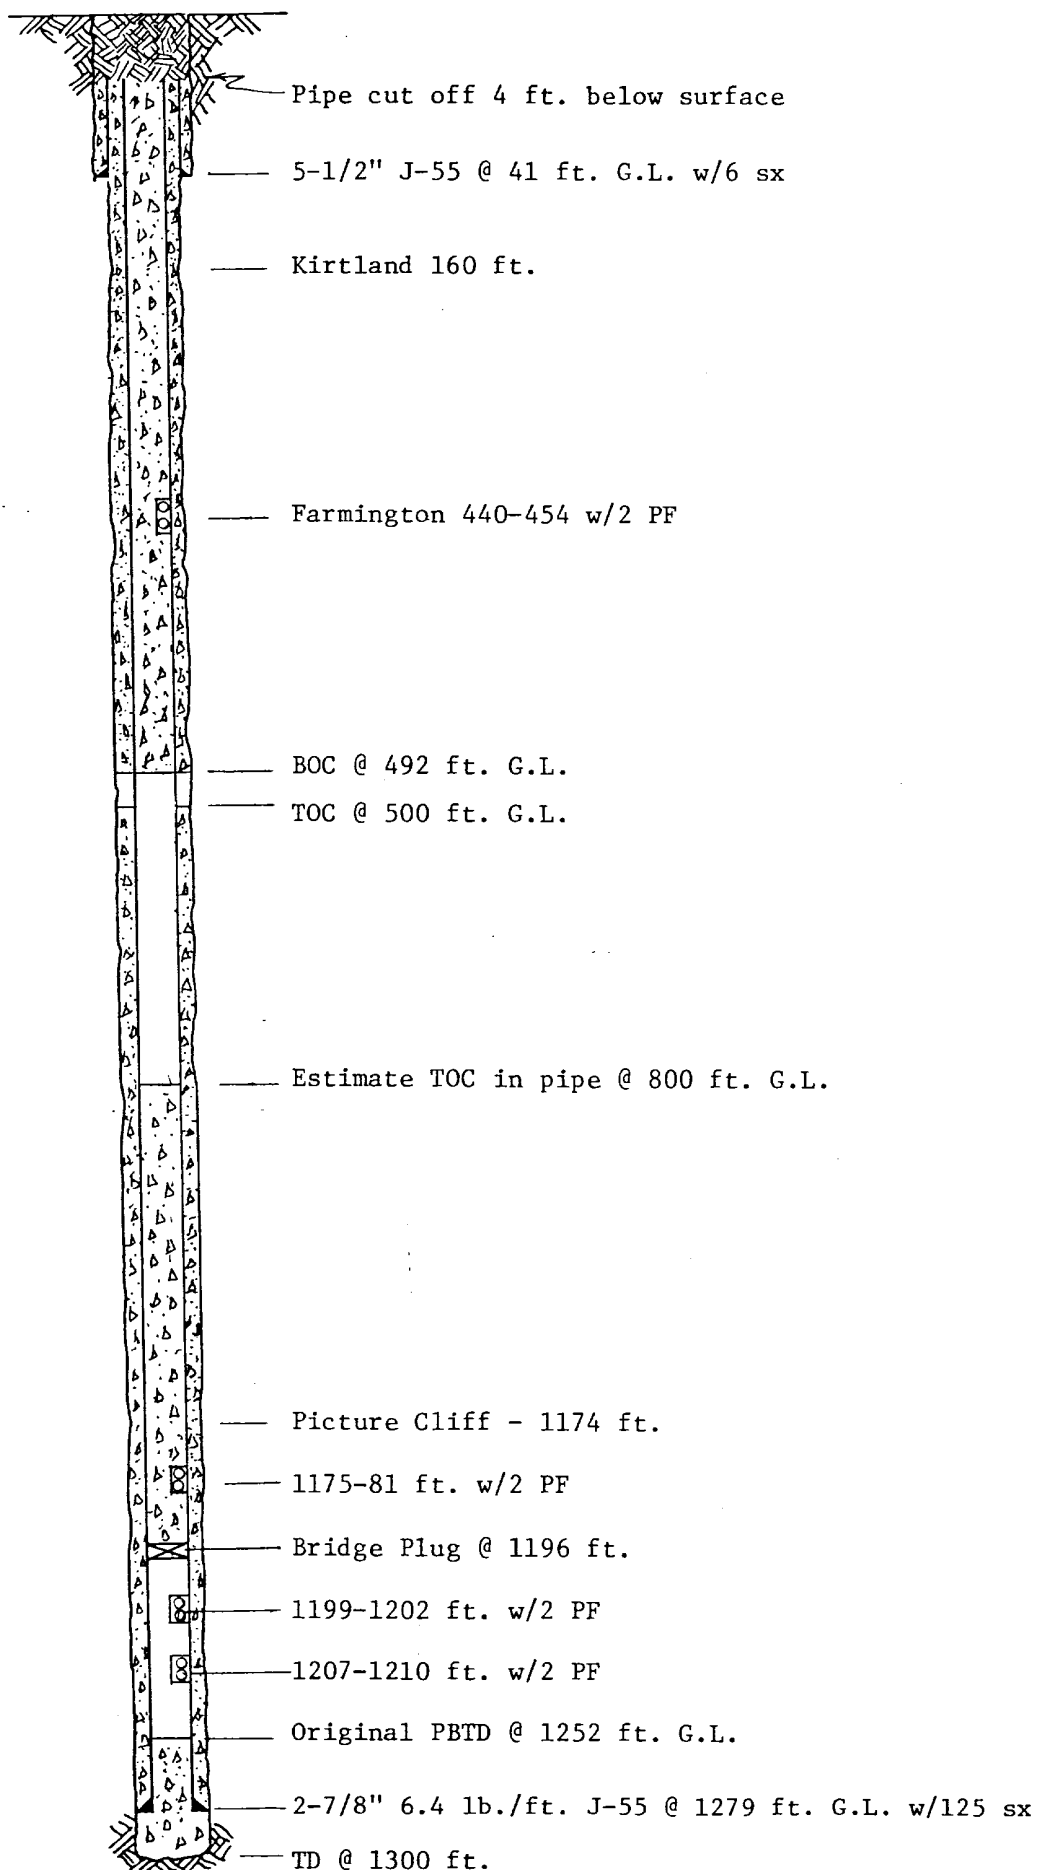 Pipe cut off 4 ft. below surface
5-1/2" J-55 @ 41 ft. G.L. w/6 sx
Kirtland 160 ft.
Farmington 440-454 w/2 PF
BOC @ 492 ft. G.L.
TOC @ 500 ft. G.L.
Estimate TOC in pipe @ 800 ft. G.L.
Picture Cliff - 1174 ft.
1175-81 ft. w/2 PF
Bridge Plug @ 1196 ft.
1199-1202 ft. w/2 PF
1207-1210 ft. w/2 PF
Original PBTD @ 1252 ft. G.L.
2-7/8" 6.4 lb./ft. J-55 @ 1279 ft. G.L. w/125 sx
TD @ 1300 ft.